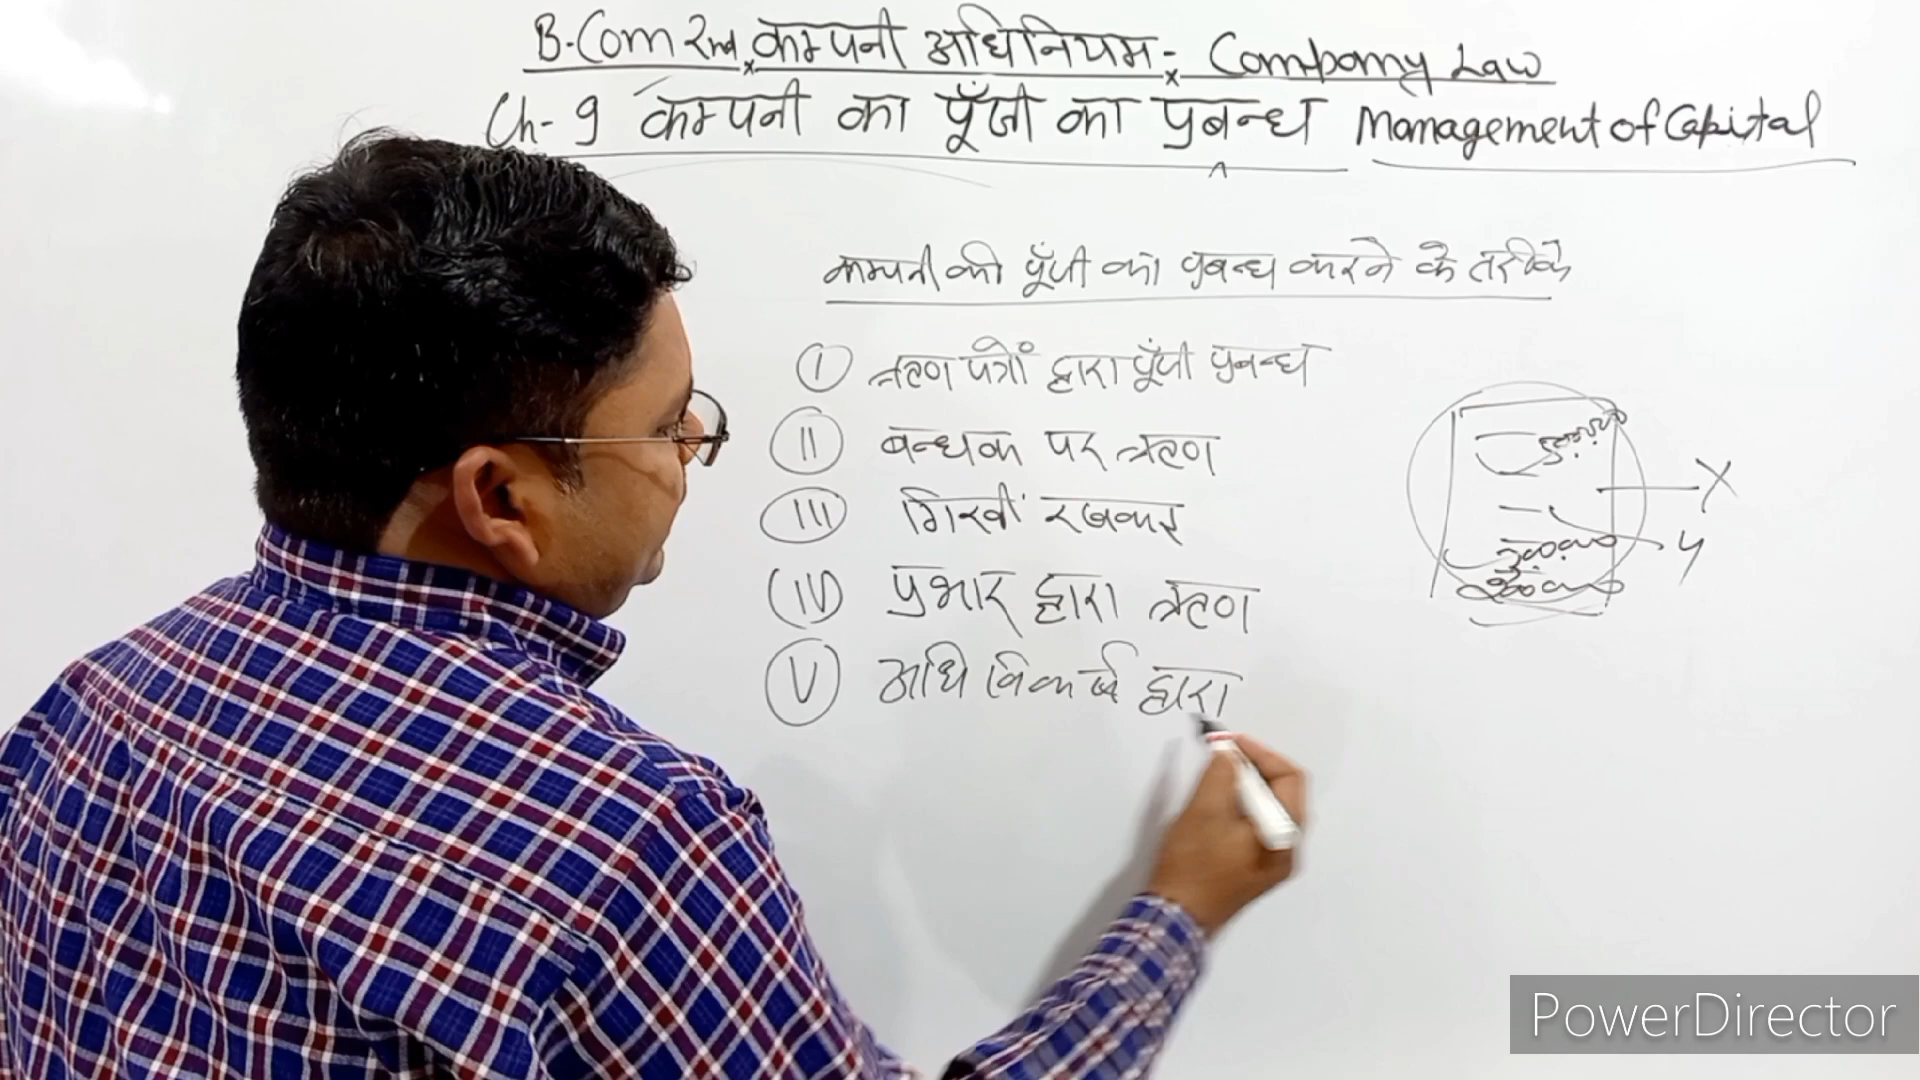 B.Com 2nd कम्पनी अधिनियम:- Company Law
Ch-9 कम्पनी का पूँजी का प्रबन्ध Management of Capital
कम्पनी की पूँजी का प्रबन्ध करने के तरीके
I ऋण पत्रों द्वारा पूँजी प्रबन्ध
II बन्धक पर ऋण
III गिरवीं रखकर
IV प्रभार द्वारा ऋण
V अधि विकर्ष द्वारा
X
y
PowerDirector